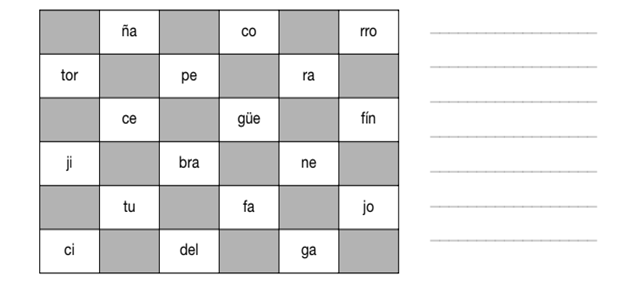 ña co rro
tor pe ra
ce güe fín
ji bra ne
tu fa jo
ci del ga